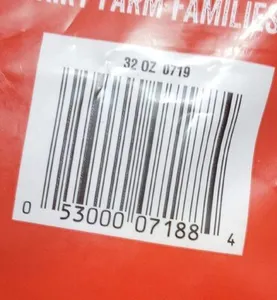 DAIRY FARM FAMILIES
32 OZ 0719
0 53000 07188 4